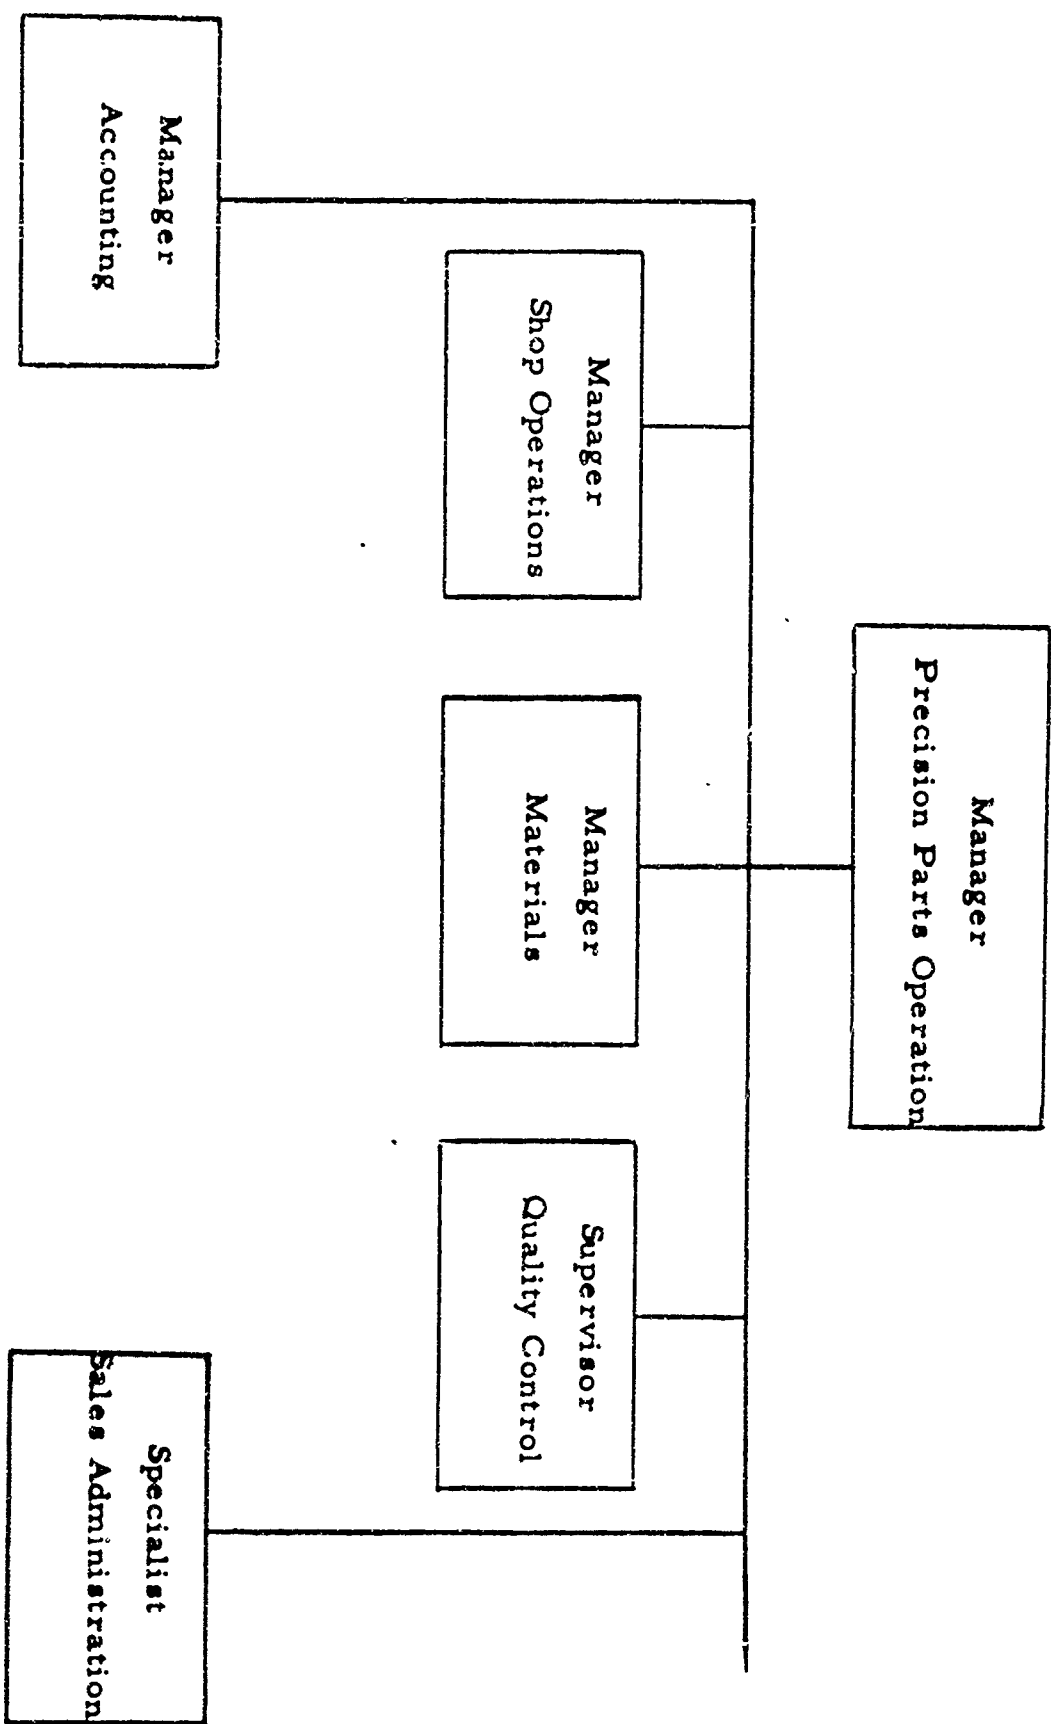 Manager
Precision Parts Operation
Manager
Shop Operations
Manager
Materials
Supervisor
Quality Control
Manager
Accounting
Specialist
Sales Administration